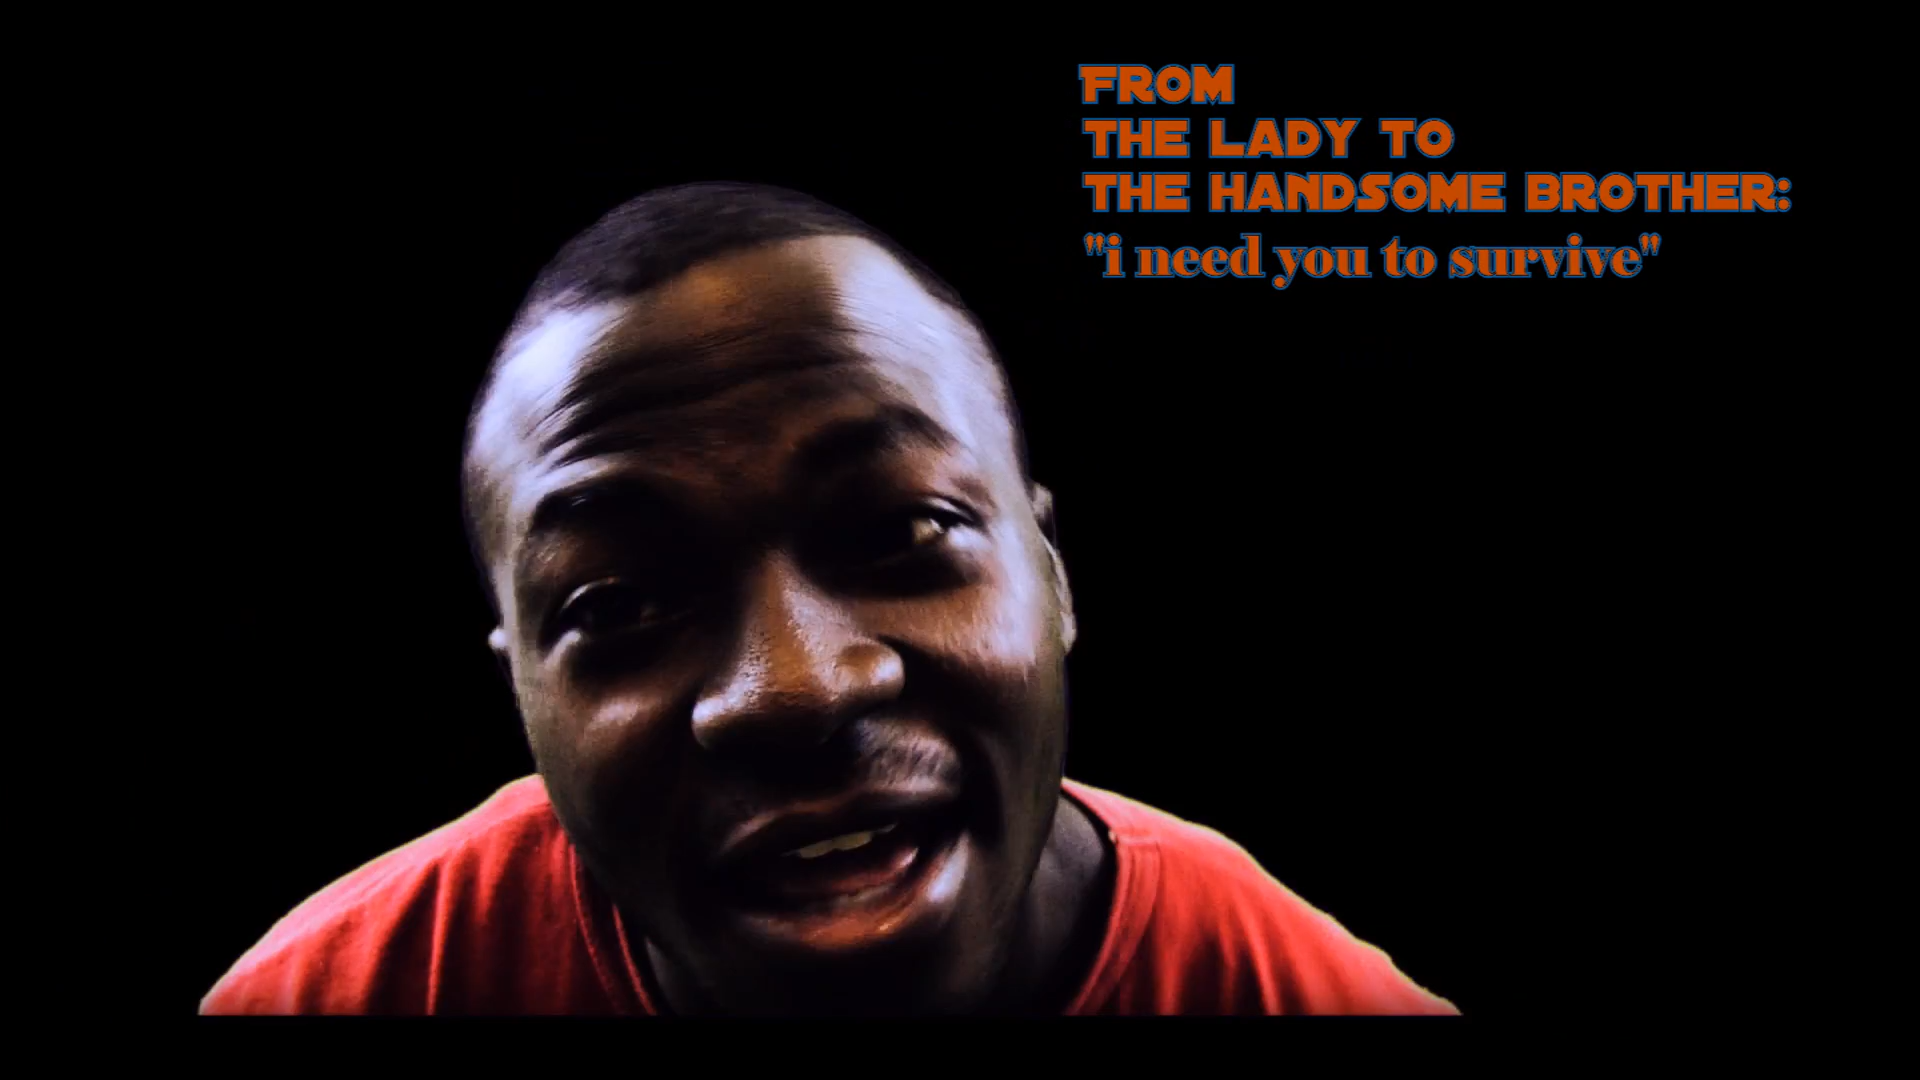 FROM
THE LADY TO
THE HANDSOME BROTHER:
"i need you to survive"